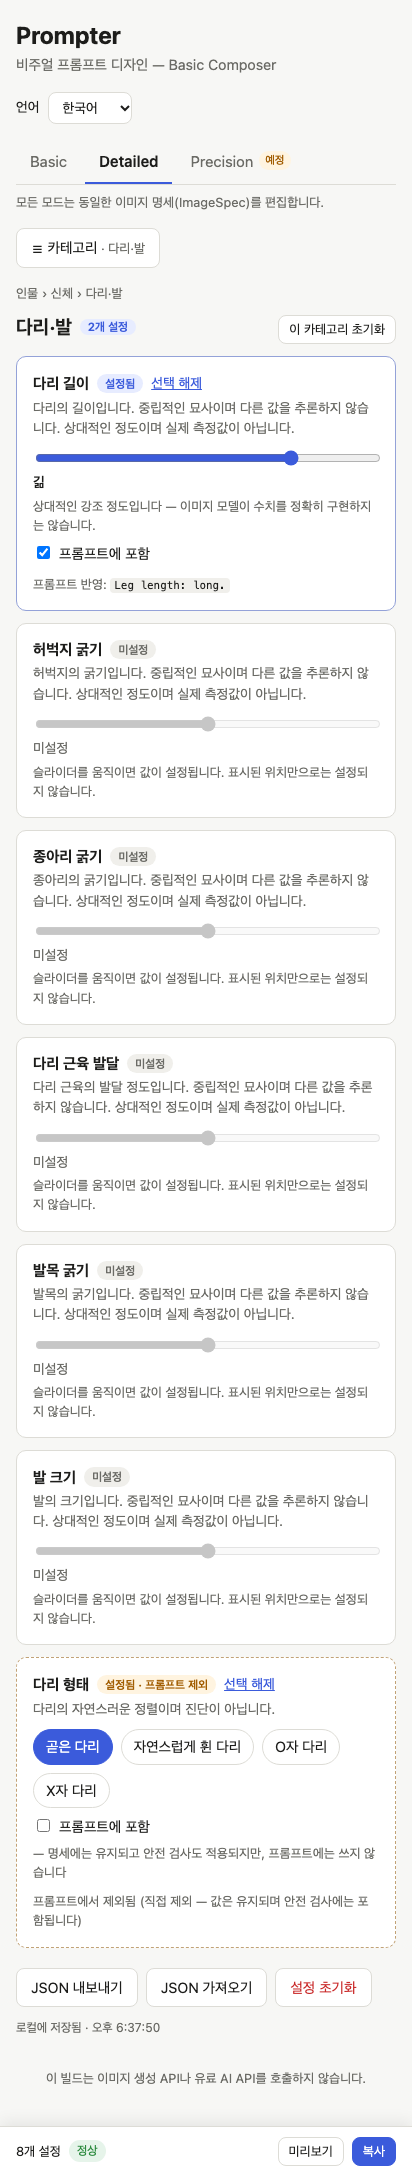 Prompter
비주얼 프롬프트 디자인 — Basic Composer
언어 한국어
Basic Detailed Precision 예정
모든 모드는 동일한 이미지 명세(ImageSpec)를 편집합니다.
≡ 카테고리 · 다리·발
인물 › 신체 › 다리·발
다리·발 2개 설정 이 카테고리 초기화
다리 길이 설정됨 선택 해제
다리의 길이입니다. 중립적인 묘사이며 다른 값을 추론하지 않습
니다. 상대적인 정도이며 실제 측정값이 아닙니다.
긺
상대적인 강조 정도입니다 — 이미지 모델이 수치를 정확히 구현하지
는 않습니다.
프롬프트에 포함
프롬프트 반영: Leg length: long.
허벅지 굵기 미설정
허벅지의 굵기입니다. 중립적인 묘사이며 다른 값을 추론하지 않
습니다. 상대적인 정도이며 실제 측정값이 아닙니다.
미설정
슬라이더를 움직이면 값이 설정됩니다. 표시된 위치만으로는 설정되
지 않습니다.
종아리 굵기 미설정
종아리의 굵기입니다. 중립적인 묘사이며 다른 값을 추론하지 않
습니다. 상대적인 정도이며 실제 측정값이 아닙니다.
미설정
슬라이더를 움직이면 값이 설정됩니다. 표시된 위치만으로는 설정되
지 않습니다.
다리 근육 발달 미설정
다리 근육의 발달 정도입니다. 중립적인 묘사이며 다른 값을 추론
하지 않습니다. 상대적인 정도이며 실제 측정값이 아닙니다.
미설정
슬라이더를 움직이면 값이 설정됩니다. 표시된 위치만으로는 설정되
지 않습니다.
발목 굵기 미설정
발목의 굵기입니다. 중립적인 묘사이며 다른 값을 추론하지 않습
니다. 상대적인 정도이며 실제 측정값이 아닙니다.
미설정
슬라이더를 움직이면 값이 설정됩니다. 표시된 위치만으로는 설정되
지 않습니다.
발 크기 미설정
발의 크기입니다. 중립적인 묘사이며 다른 값을 추론하지 않습니
다. 상대적인 정도이며 실제 측정값이 아닙니다.
미설정
슬라이더를 움직이면 값이 설정됩니다. 표시된 위치만으로는 설정되
지 않습니다.
다리 형태 설정됨 · 프롬프트 제외 선택 해제
다리의 자연스러운 정렬이며 진단이 아닙니다.
곧은 다리 자연스럽게 휜 다리 O자 다리
X자 다리
프롬프트에 포함
— 명세에는 유지되고 안전 검사도 적용되지만, 프롬프트에는 쓰지 않
습니다
프롬프트에서 제외됨 (직접 제외 — 값은 유지되며 안전 검사에는 포
함됩니다)
JSON 내보내기 JSON 가져오기 설정 초기화
로컬에 저장됨 · 오후 6:37:50
이 빌드는 이미지 생성 API나 유료 AI API를 호출하지 않습니다.
8개 설정 정상 미리보기 복사